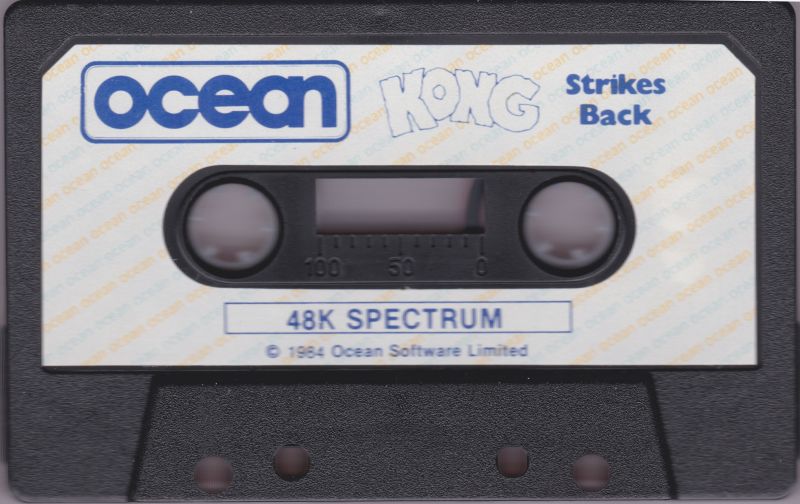 ocean
KONG Strikes
Back
100 50 0
48K SPECTRUM
© 1984 Ocean Software Limited